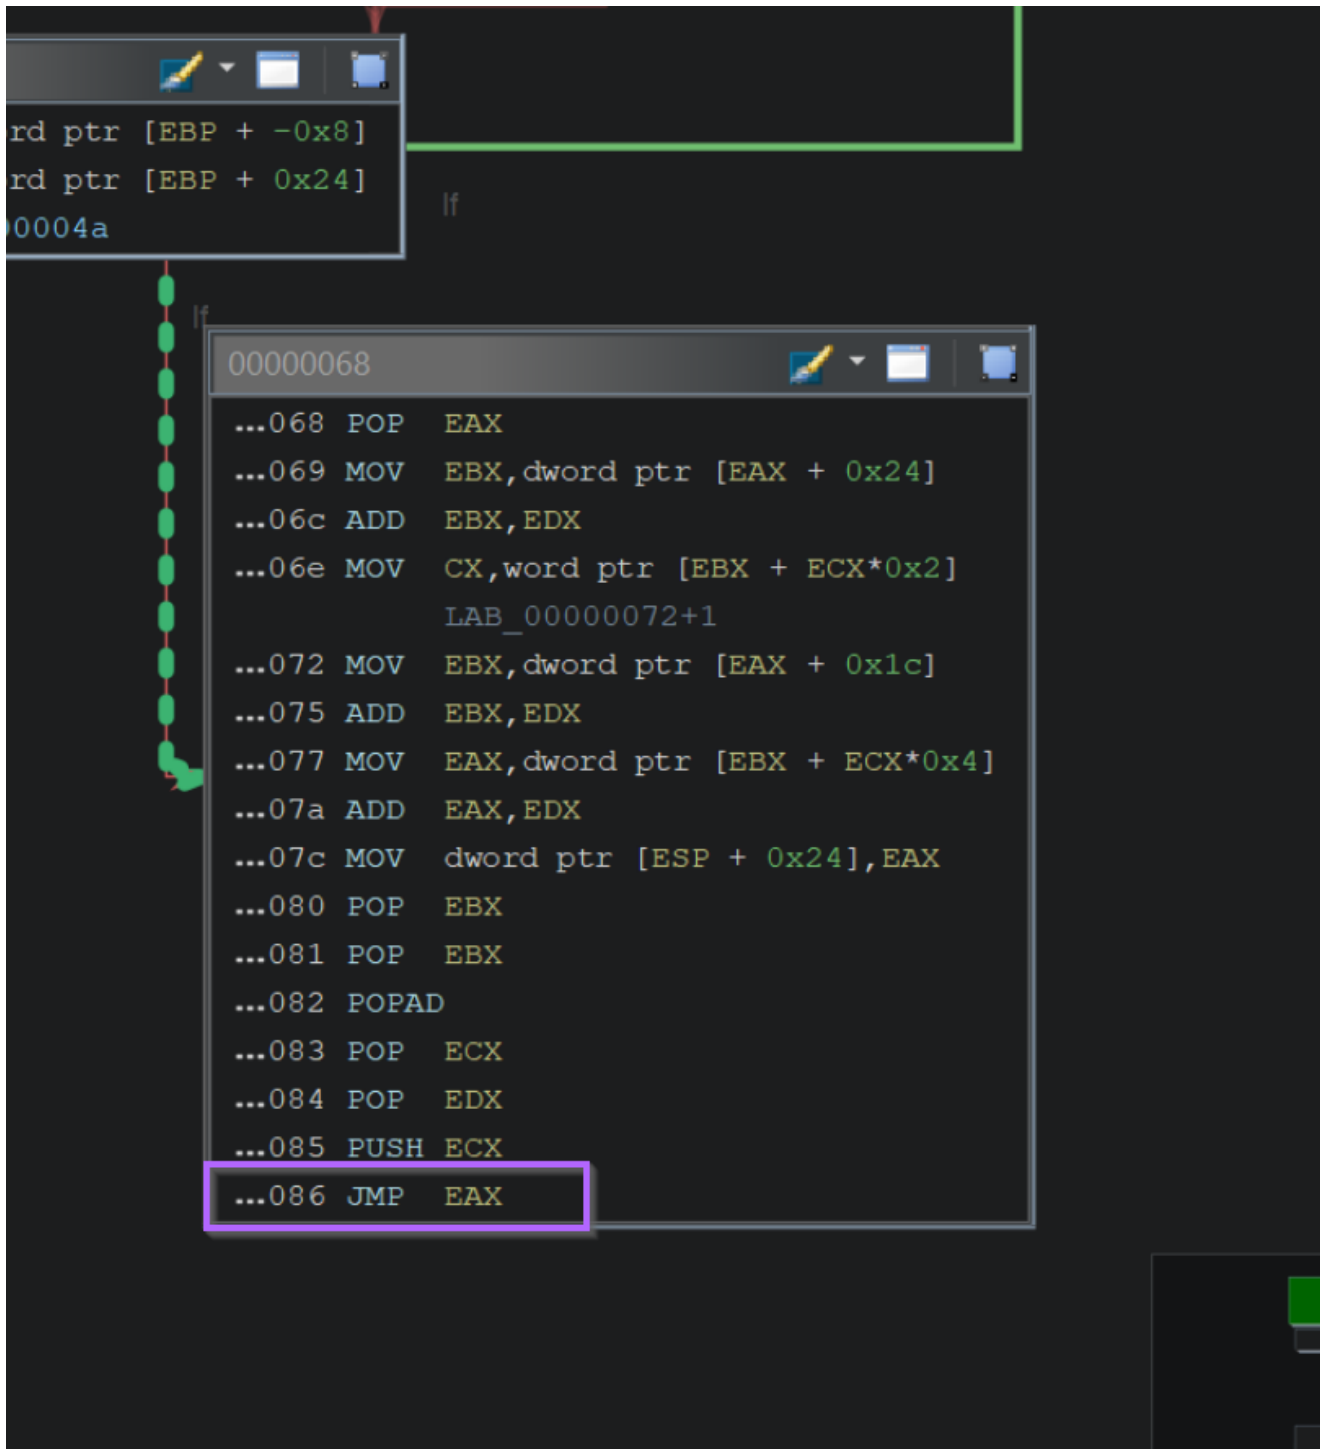 rd ptr [EBP + -0x8]
rd ptr [EBP + 0x24]
00004a
If
If
00000068
...068 POP EAX
...069 MOV EBX,dword ptr [EAX + 0x24]
...06c ADD EBX,EDX
...06e MOV CX,word ptr [EBX + ECX*0x2]
LAB_00000072+1
...072 MOV EBX,dword ptr [EAX + 0x1c]
...075 ADD EBX,EDX
...077 MOV EAX,dword ptr [EBX + ECX*0x4]
...07a ADD EAX,EDX
...07c MOV dword ptr [ESP + 0x24],EAX
...080 POP EBX
...081 POP EBX
...082 POPAD
...083 POP ECX
...084 POP EDX
...085 PUSH ECX
...086 JMP EAX